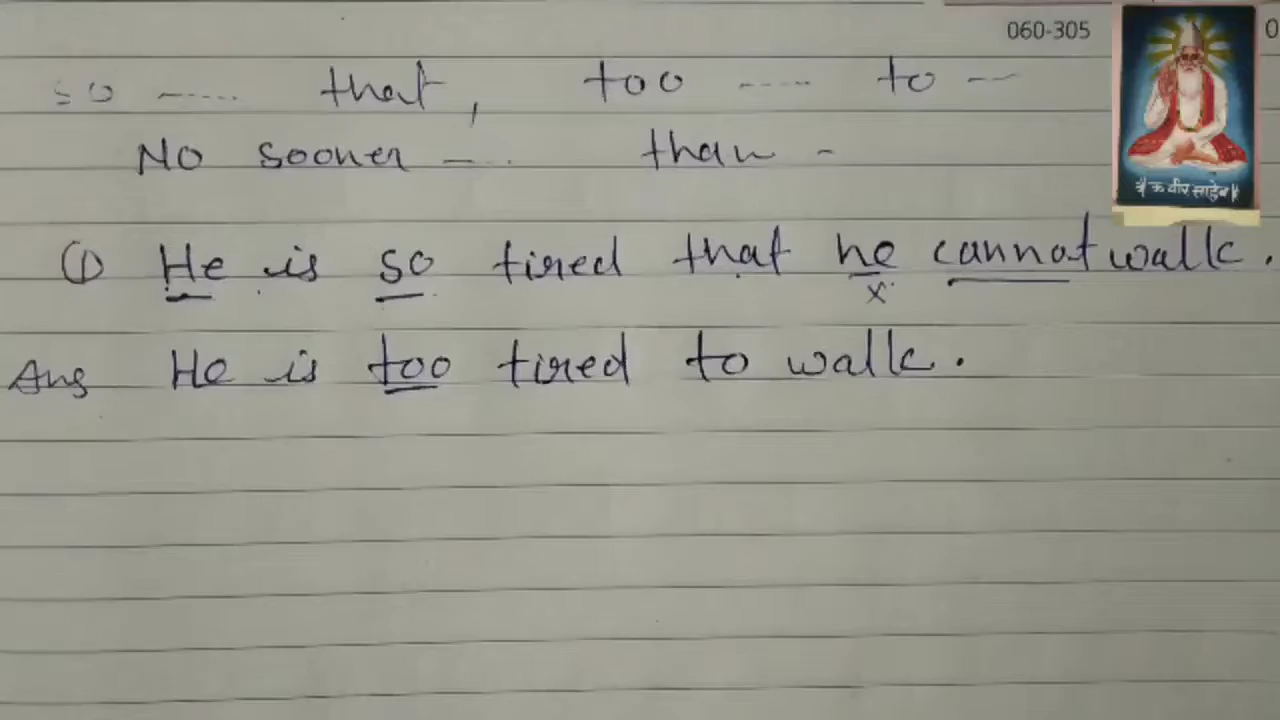 060-305
so ----- that, too ----- to --
No sooner --... than -
① He is so tired that he cannot walk.
x
Ans He is too tired to walk.
॥ कबीर साहेब ॥